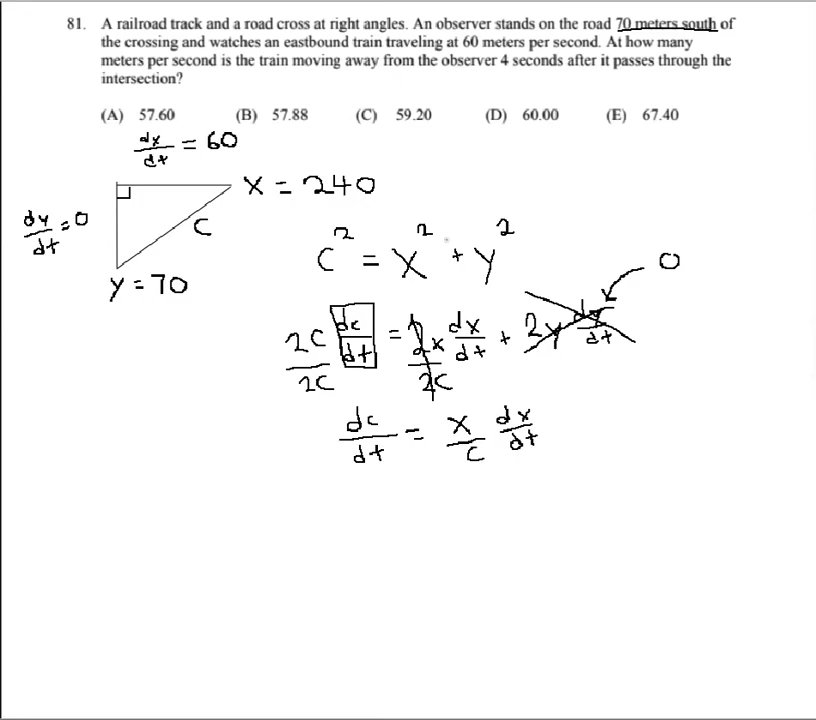 81. A railroad track and a road cross at right angles. An observer stands on the road 70 meters south of
the crossing and watches an eastbound train traveling at 60 meters per second. At how many
meters per second is the train moving away from the observer 4 seconds after it passes through the
intersection?
(A) 57.60 (B) 57.88 (C) 59.20 (D) 60.00 (E) 67.40
dx/dt = 60
x = 240
dy/dt = 0
c
y = 70
c² = x² + y²
0
2c/2c dc/dt = 2x/2c dx/dt + 2y dy/dt
dc/dt = x/c dx/dt